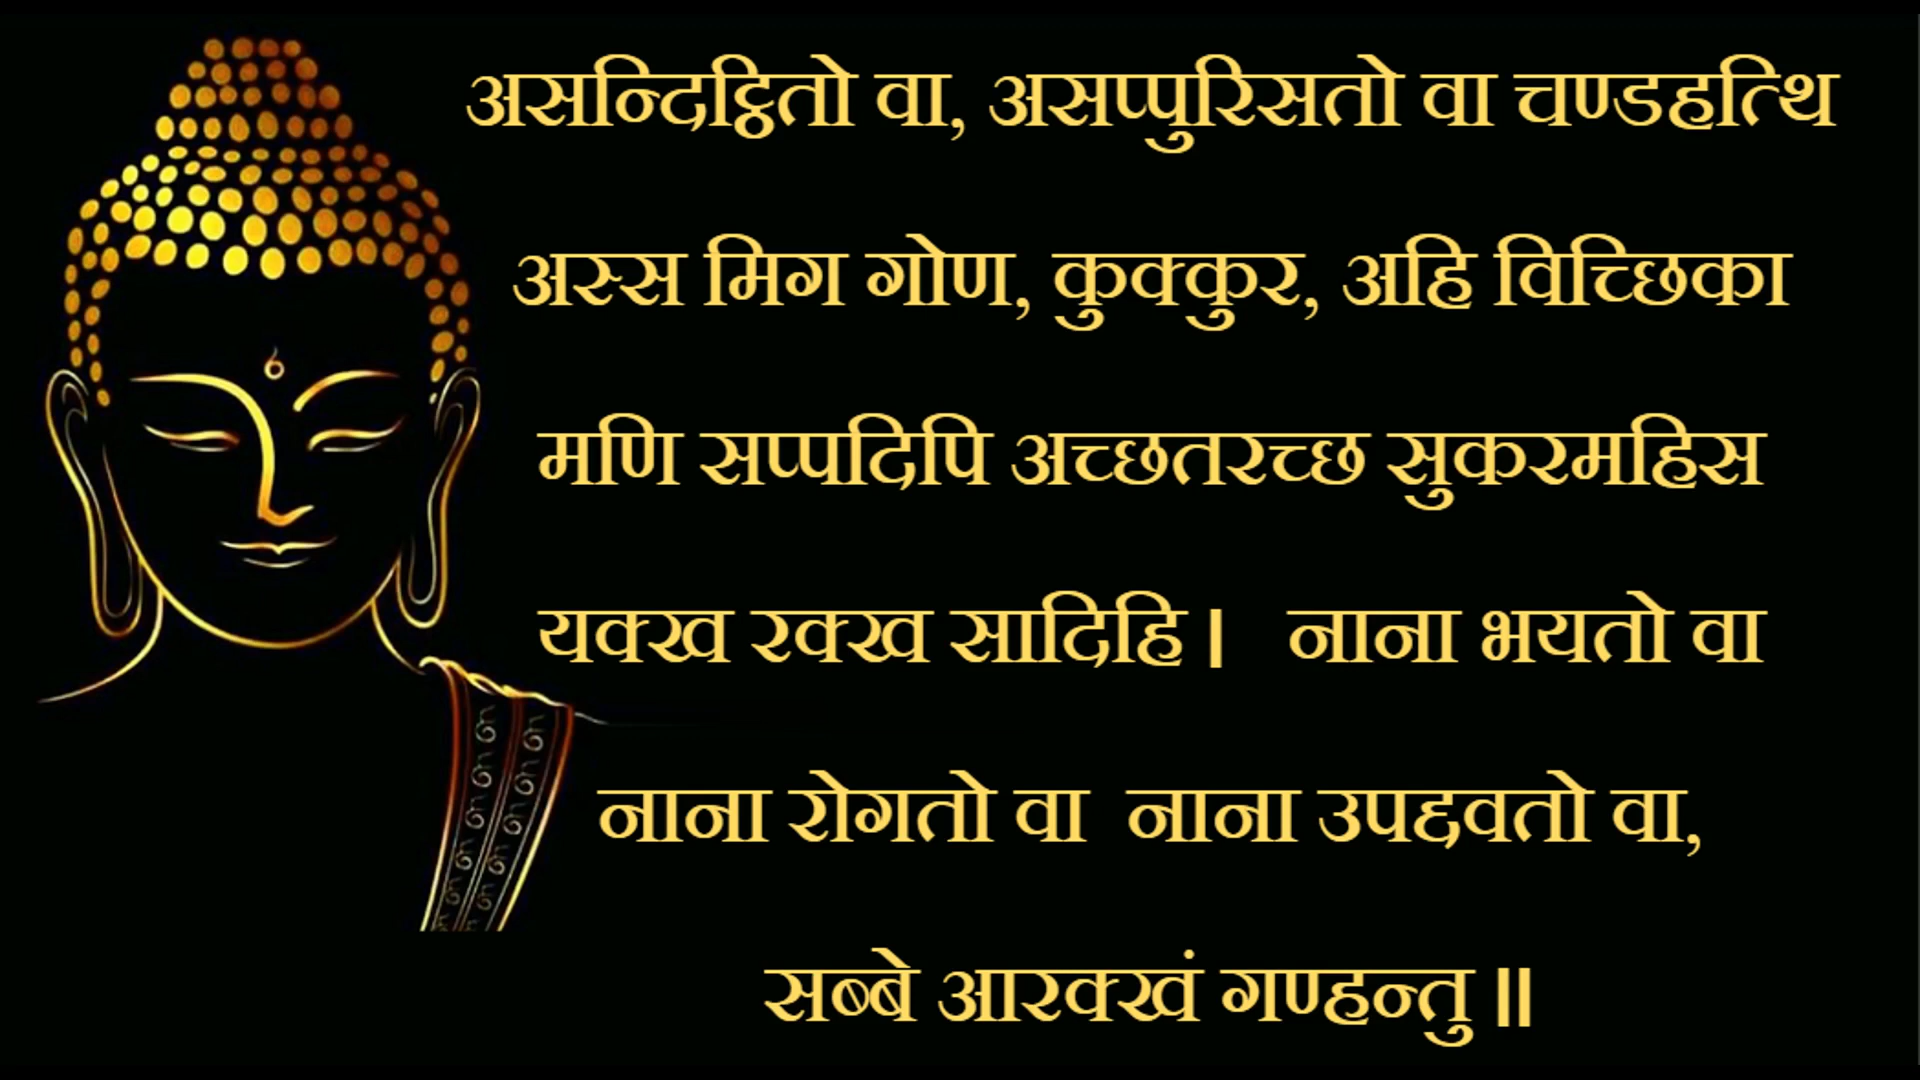 असन्दिट्ठितो वा, असप्पुरिसतो वा चण्डहत्थि
अस्स मिग गोण, कुक्कुर, अहि विच्छिका
मणि सप्पदिपि अच्छतरच्छ सुकरमहिस
यक्ख रक्ख सादिहि। नाना भयतो वा
नाना रोगतो वा नाना उपद्दवतो वा,
सब्बे आरक्खं गण्हन्तु॥